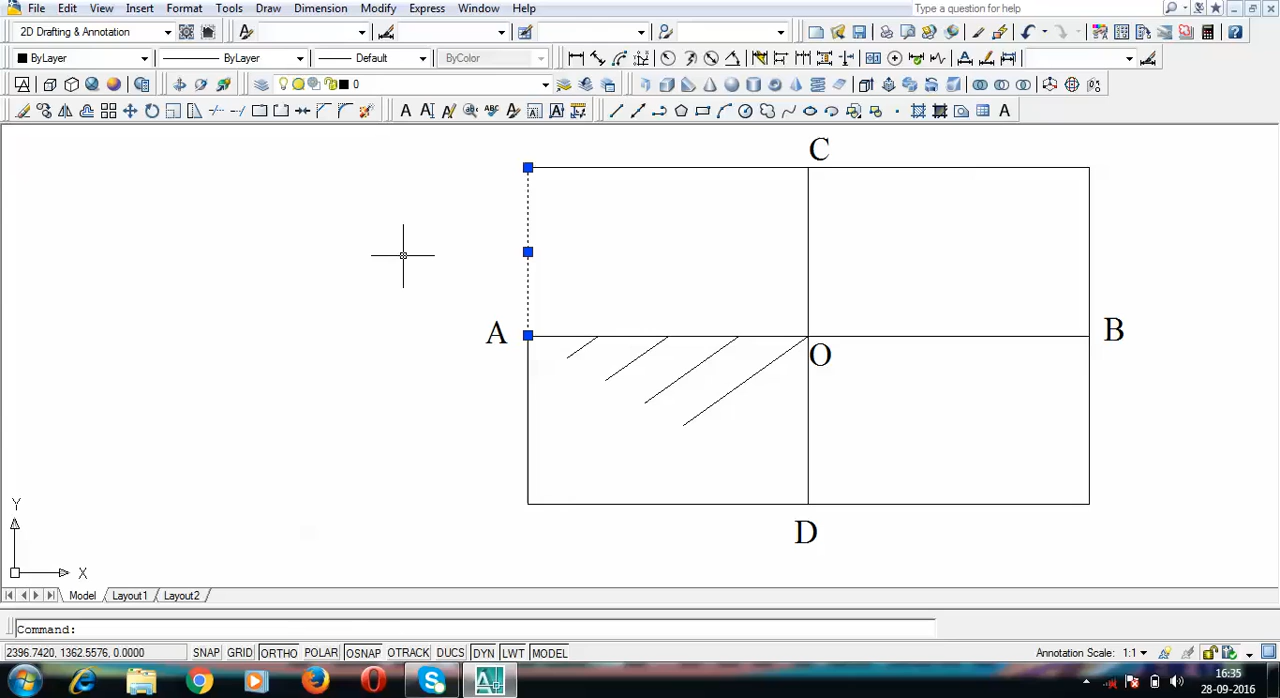 File Edit View Insert Format Tools Draw Dimension Modify Express Window Help Type a question for help
2D Drafting & Annotation
ByLayer ByLayer Default ByColor
0
C
A B
O
D
Y
X
Model Layout1 Layout2
Command:
2396.7420, 1362.5576, 0.0000 SNAP GRID ORTHO POLAR OSNAP OTRACK DUCS DYN LWT MODEL Annotation Scale: 1:1
16:35
28-09-2016